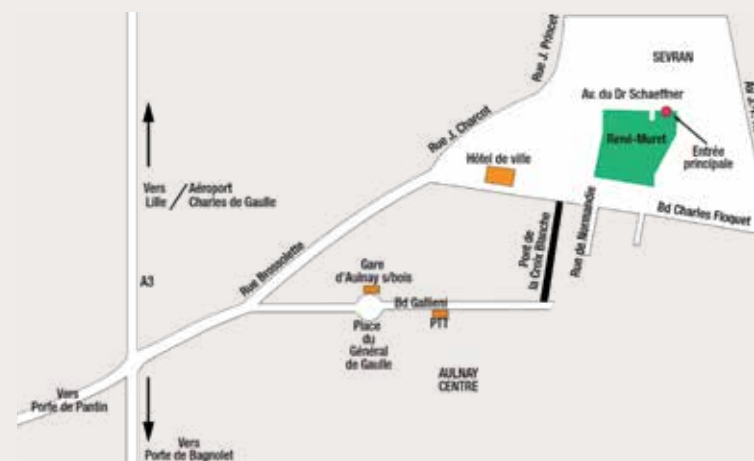 SEVRAN
Rue J. Princet
Av. du Dr Schaeffner
Rue J. Charcot
René-Muret
Entrée
principale
Hôtel de ville
Vers
Lille / Aéroport
Charles de Gaulle
Bd Charles Floquet
Rue de Normandie
Pont de
la Croix Blanche
Rue Brossolette
Gare
d'Aulnay s/bois
A3
Bd Gallieni
PTT
Place
du
Général
de Gaulle
AULNAY
CENTRE
Vers
Porte de Pantin
Vers
Porte de Bagnolet